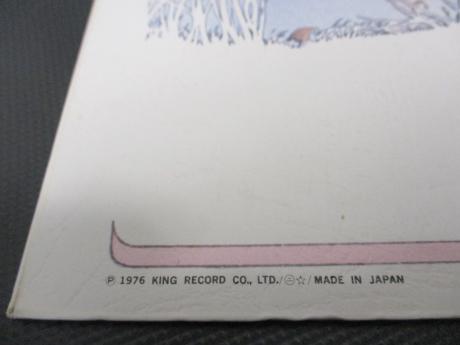 ℗ 1976 KING RECORD CO., LTD./㊀☆/ MADE IN JAPAN